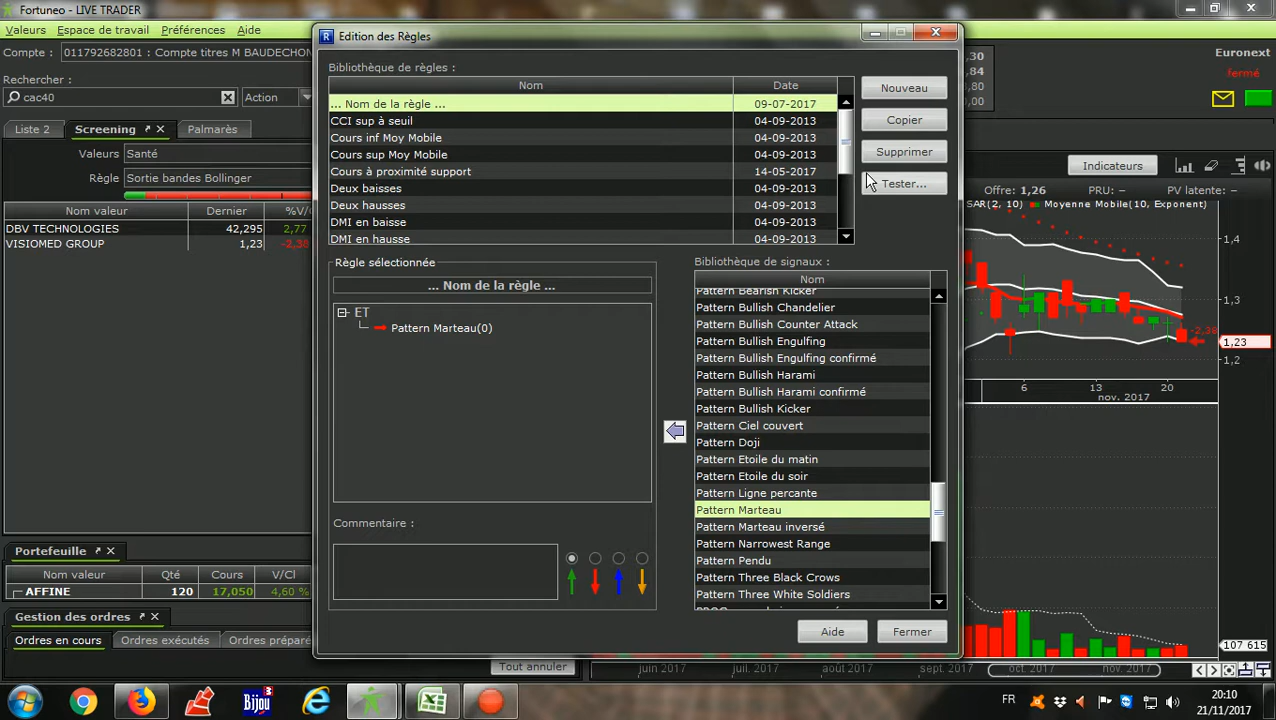 Fortuneo - LIVE TRADER
Valeurs Espace de travail Préférences Aide
Compte : 011792682801 : Compte titres M BAUDECHON
Rechercher :
cac40 Action
Liste 2 Screening Palmarès
Valeurs Santé
Règle Sortie bandes Bollinger
Nom valeur Dernier %V/
DBV TECHNOLOGIES 42,295 2,77
VISIOMED GROUP 1,23 -2,38
Portefeuille
Nom valeur Qté Cours V/Cl
AFFINE 120 17,050 4,60 %
Gestion des ordres
Ordres en cours Ordres exécutés Ordres prépar
Tout annuler
Edition des Règles
Bibliothèque de règles :
Nom Date
... Nom de la règle ... 09-07-2017
CCI sup à seuil 04-09-2013
Cours inf Moy Mobile 04-09-2013
Cours sup Moy Mobile 04-09-2013
Cours à proximité support 14-05-2017
Deux baisses 04-09-2013
Deux hausses 04-09-2013
DMI en baisse 04-09-2013
DMI en hausse 04-09-2013
Nouveau
Copier
Supprimer
Tester...
Règle sélectionnée
... Nom de la règle ...
ET
Pattern Marteau(0)
Commentaire :
Bibliothèque de signaux :
Nom
Pattern Bearish Kicker
Pattern Bullish Chandelier
Pattern Bullish Counter Attack
Pattern Bullish Engulfing
Pattern Bullish Engulfing confirmé
Pattern Bullish Harami
Pattern Bullish Harami confirmé
Pattern Bullish Kicker
Pattern Ciel couvert
Pattern Doji
Pattern Etoile du matin
Pattern Etoile du soir
Pattern Ligne percante
Pattern Marteau
Pattern Marteau inversé
Pattern Narrowest Range
Pattern Pendu
Pattern Three Black Crows
Pattern Three White Soldiers
Aide Fermer
,30
,84
,00
Euronext
fermé
Indicateurs
Offre: 1,26 PRU: – PV latente: –
SAR(2, 10) Moyenne Mobile(10, Exponent)
1,4
1,3
-2,38
1,23
1,2
6 13 20
nov. 2017
107 615
juin 2017 juil. 2017 août 2017 sept. 2017 oct. 2017 nov. 2017
Bijou
3
FR
20:10
21/11/2017